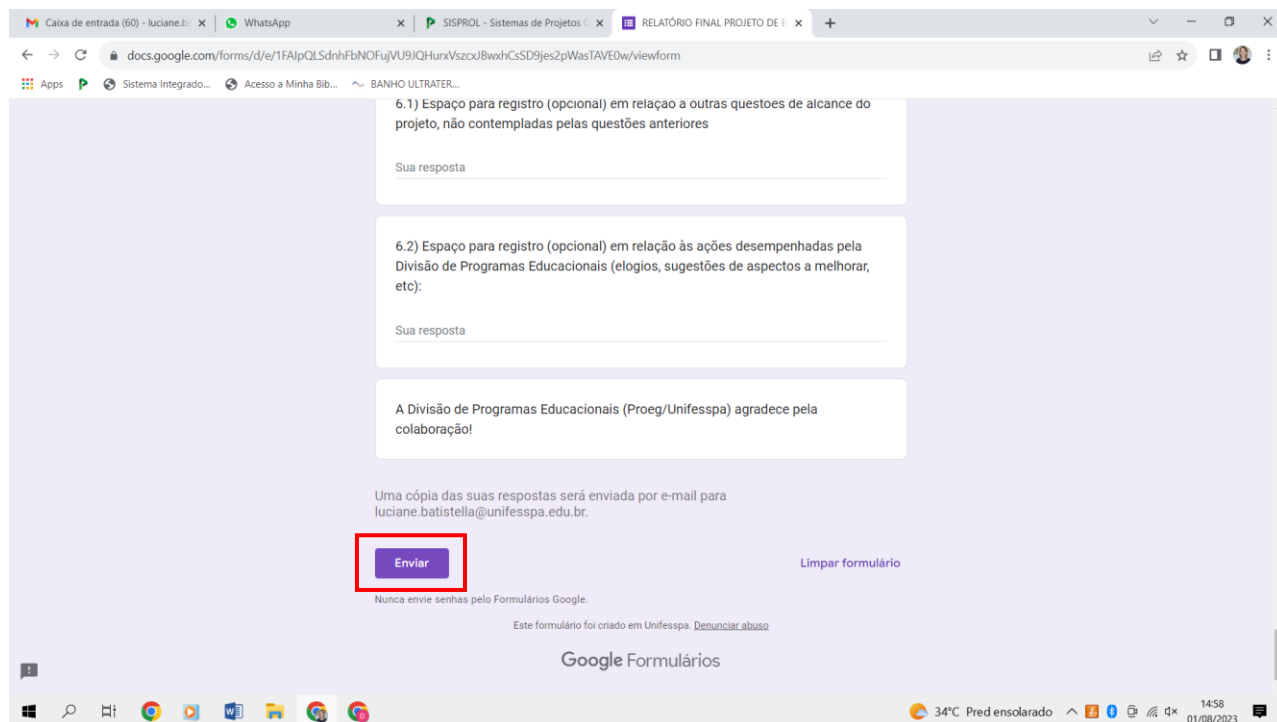 Caixa de entrada (60) - luciane.b
WhatsApp
SISPROL - Sistemas de Projetos
RELATÓRIO FINAL PROJETO DE E
docs.google.com/forms/d/e/1FAIpQLSdnhFbNOFujVU9JQHurxVszcxJBwxhCsSD9jes2pWasTAVE0w/viewform
Apps
Sistema Integrado...
Acesso a Minha Bib...
BANHO ULTRATER...
6.1) Espaço para registro (opcional) em relação a outras questões de alcance do
projeto, não contempladas pelas questões anteriores
Sua resposta
6.2) Espaço para registro (opcional) em relação às ações desempenhadas pela
Divisão de Programas Educacionais (elogios, sugestões de aspectos a melhorar,
etc):
Sua resposta
A Divisão de Programas Educacionais (Proeg/Unifesspa) agradece pela
colaboração!
Uma cópia das suas respostas será enviada por e-mail para
luciane.batistella@unifesspa.edu.br.
Enviar
Limpar formulário
Nunca envie senhas pelo Formulários Google.
Este formulário foi criado em Unifesspa. Denunciar abuso
Google Formulários
34°C Pred ensolarado
14:58
01/08/2023